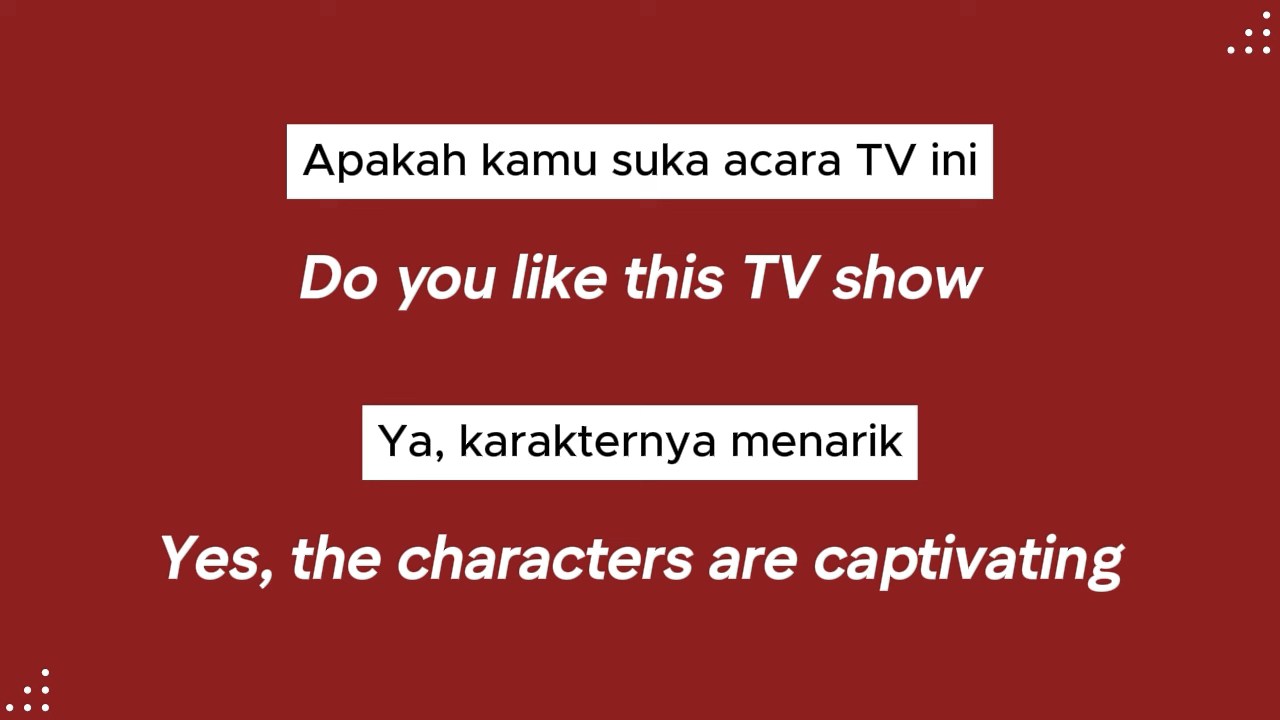 Apakah kamu suka acara TV ini
Do you like this TV show
Ya, karakternya menarik
Yes, the characters are captivating